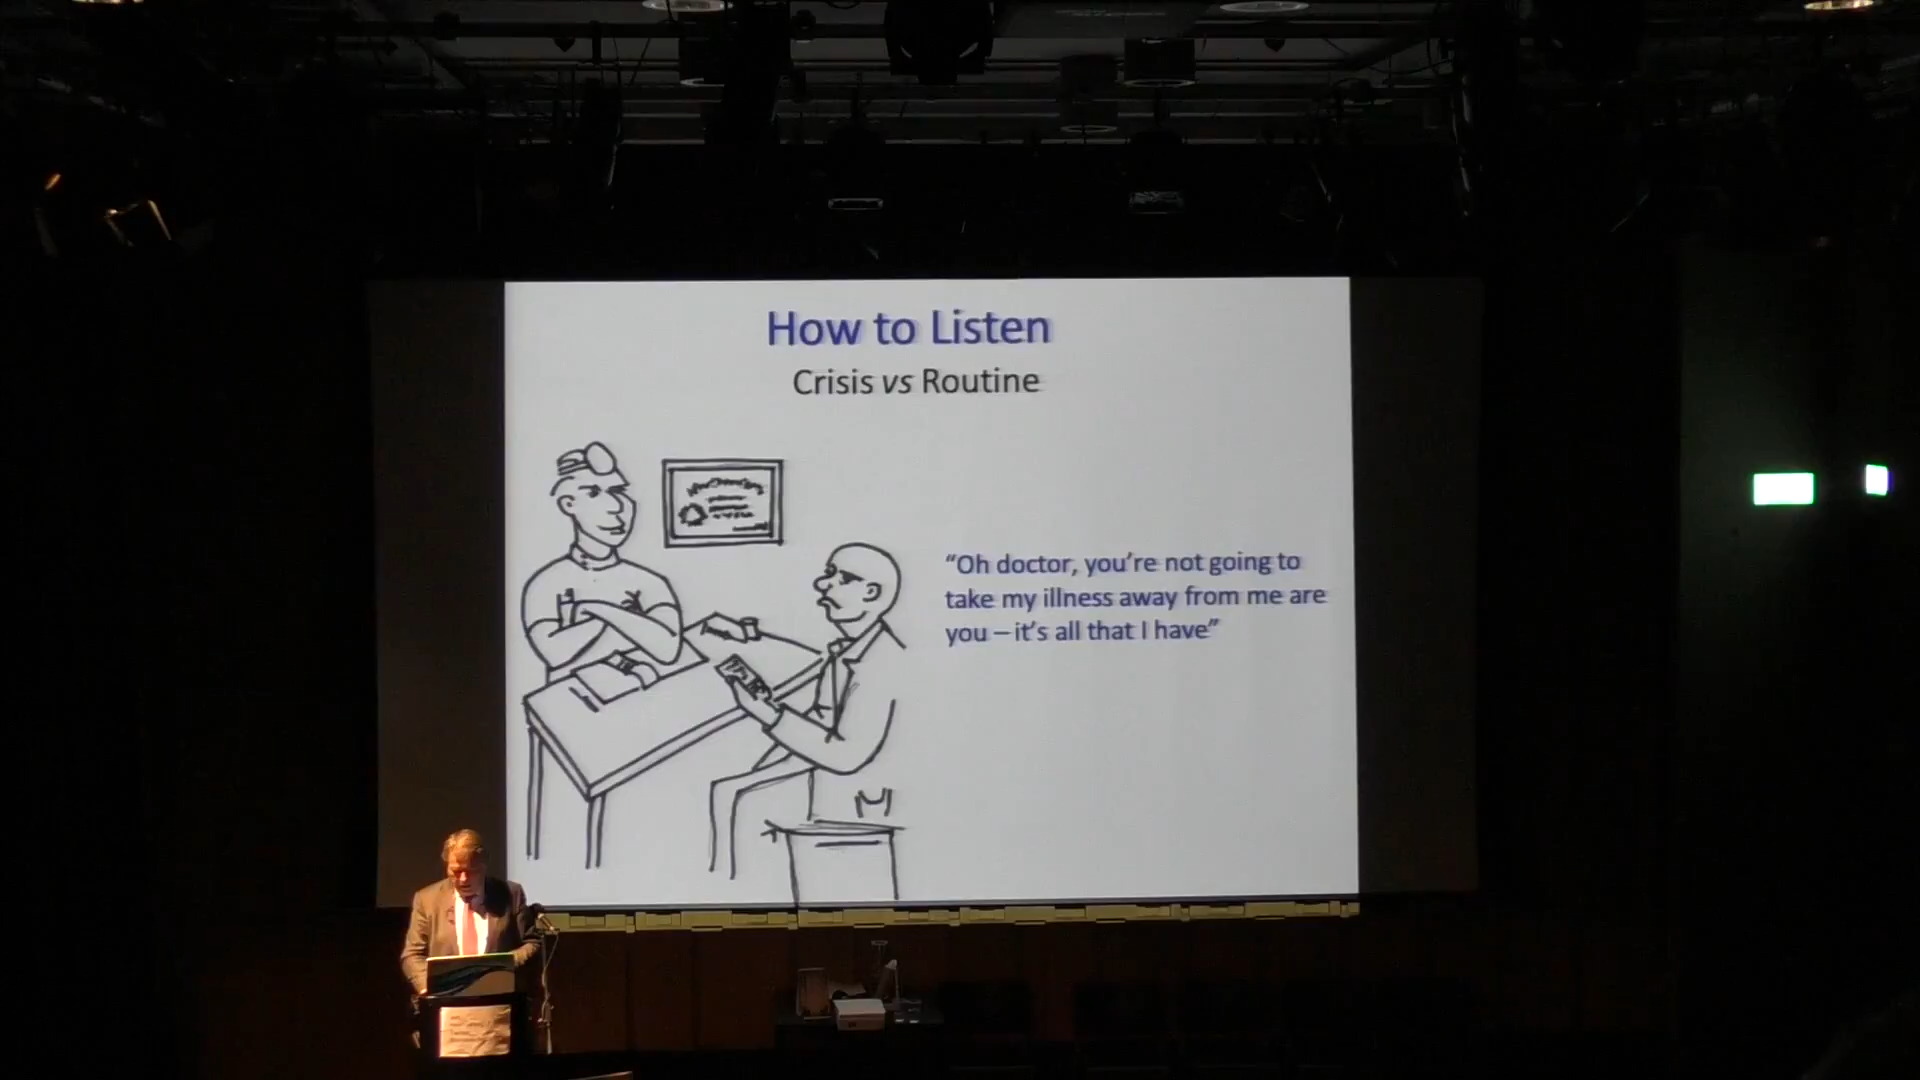 How to Listen
Crisis vs Routine
“Oh doctor, you’re not going to
take my illness away from me are
you – it’s all that I have”